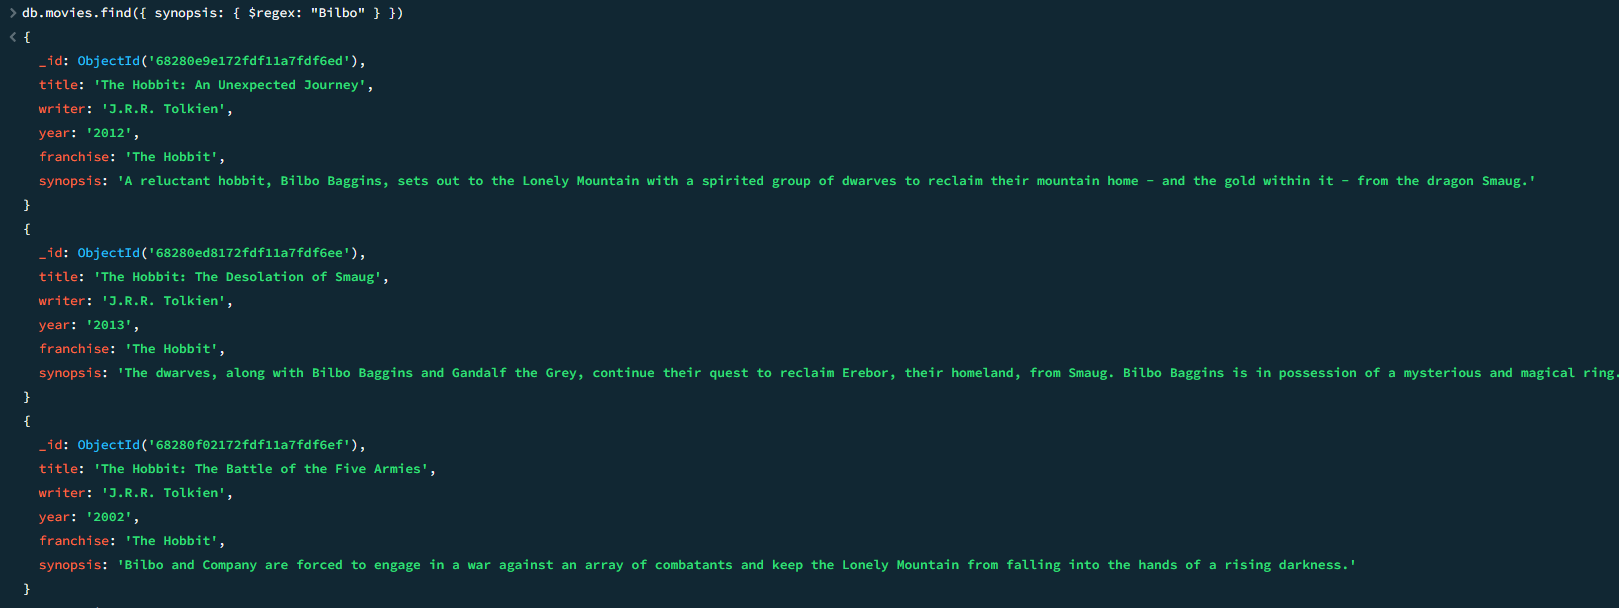 > db.movies.find({ synopsis: { $regex: "Bilbo" } })
< {
_id: ObjectId('68280e9e172fdf11a7fdf6ed'),
title: 'The Hobbit: An Unexpected Journey',
writer: 'J.R.R. Tolkien',
year: '2012',
franchise: 'The Hobbit',
synopsis: 'A reluctant hobbit, Bilbo Baggins, sets out to the Lonely Mountain with a spirited group of dwarves to reclaim their mountain home - and the gold within it - from the dragon Smaug.'
}
{
_id: ObjectId('68280ed8172fdf11a7fdf6ee'),
title: 'The Hobbit: The Desolation of Smaug',
writer: 'J.R.R. Tolkien',
year: '2013',
franchise: 'The Hobbit',
synopsis: 'The dwarves, along with Bilbo Baggins and Gandalf the Grey, continue their quest to reclaim Erebor, their homeland, from Smaug. Bilbo Baggins is in possession of a mysterious and magical ring.
}
{
_id: ObjectId('68280f02172fdf11a7fdf6ef'),
title: 'The Hobbit: The Battle of the Five Armies',
writer: 'J.R.R. Tolkien',
year: '2002',
franchise: 'The Hobbit',
synopsis: 'Bilbo and Company are forced to engage in a war against an array of combatants and keep the Lonely Mountain from falling into the hands of a rising darkness.'
}